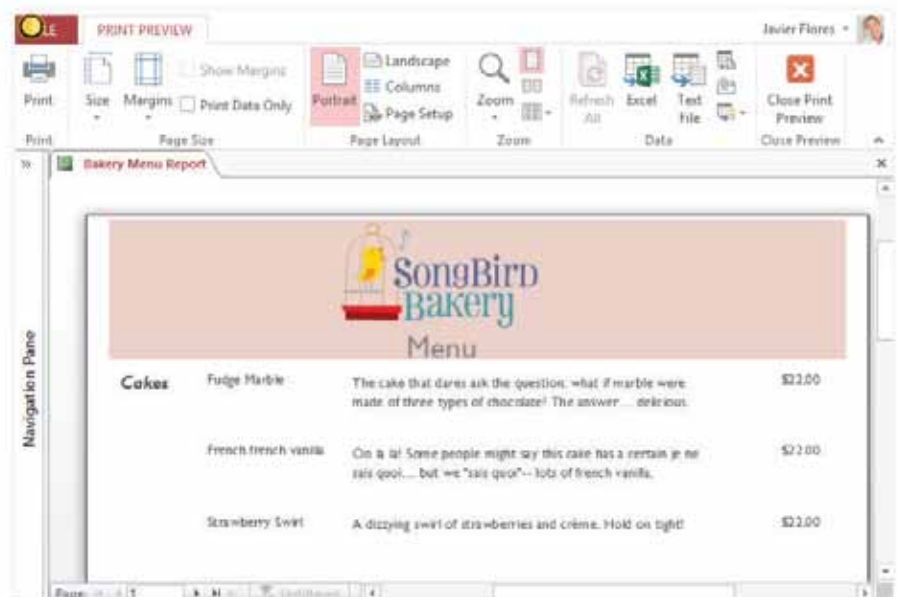 LE
PRINT PREVIEW
Javier Flores
Print
Size
Margins
Show Margins
Print Data Only
Portrait
Landscape
Columns
Page Setup
Zoom
Refresh All
Excel
Text File
Close Print Preview
Print
Page Size
Page Layout
Zoom
Data
Close Preview
Bakery Menu Report
Navigation Pane
SongBird
Bakery
Menu
Cakes
Fudge Marble
The cake that dares ask the question: what if marble were
made of three types of chocolate? The answer... delicious.
$22.00
French french vanilla
Oh la la! Some people might say this cake has a certain je ne
sais quoi... but we "sais quoi"-- lots of french vanilla.
$22.00
Strawberry Swirl
A dizzying swirl of strawberries and crème. Hold on tight!
$22.00
Page:
1